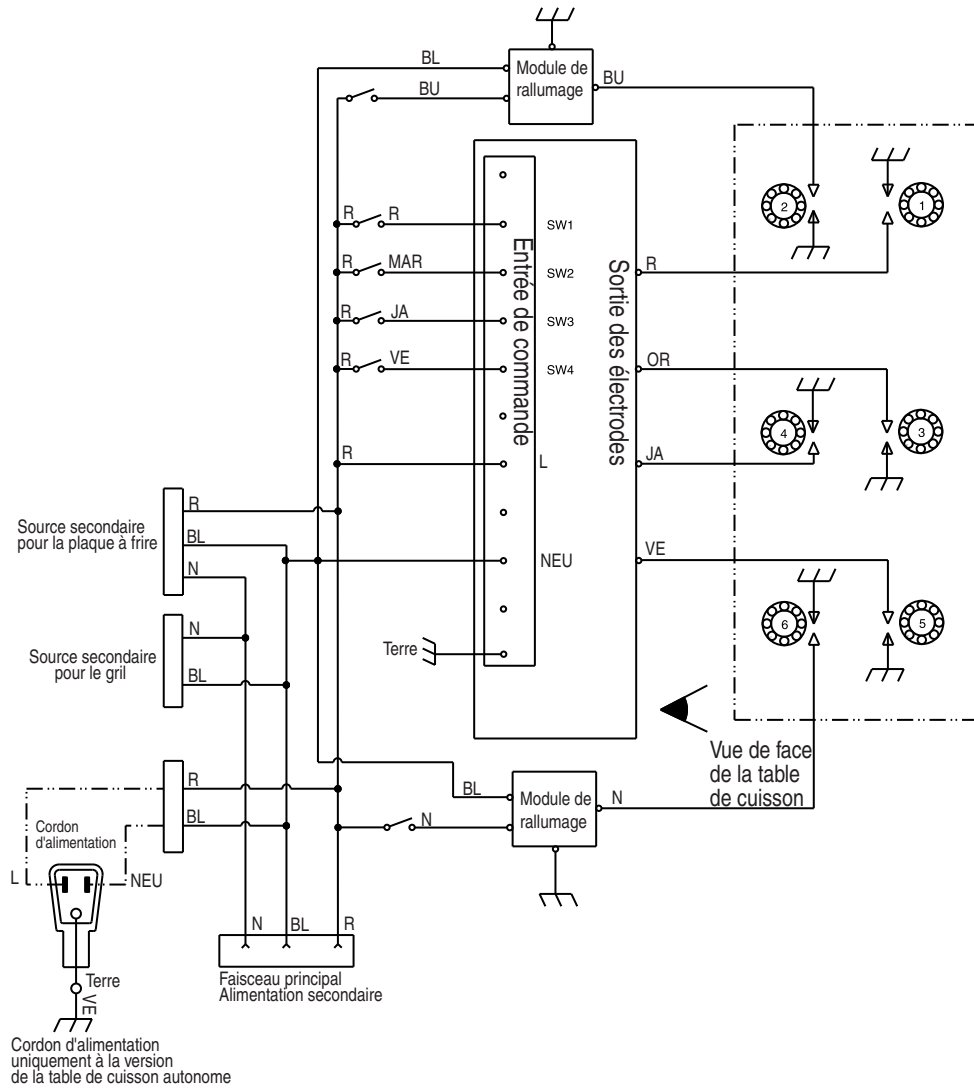 BL
Module de
rallumage
BU
BU
2
1
R
R
SW1
R
MAR
SW2
R
R
JA
SW3
R
VE
SW4
Entrée de commande
Sortie des électrodes
OR
4
3
JA
R
L
R
Source secondaire
pour la plaque à frire
BL
N
NEU
VE
6
5
N
Source secondaire
pour le gril
BL
Terre
Vue de face
de la table
de cuisson
R
BL
Module de
rallumage
N
Cordon
d'alimentation
BL
N
L
NEU
N
BL
R
Faisceau principal
Alimentation secondaire
Terre
VE
Cordon d'alimentation
uniquement à la version
de la table de cuisson autonome